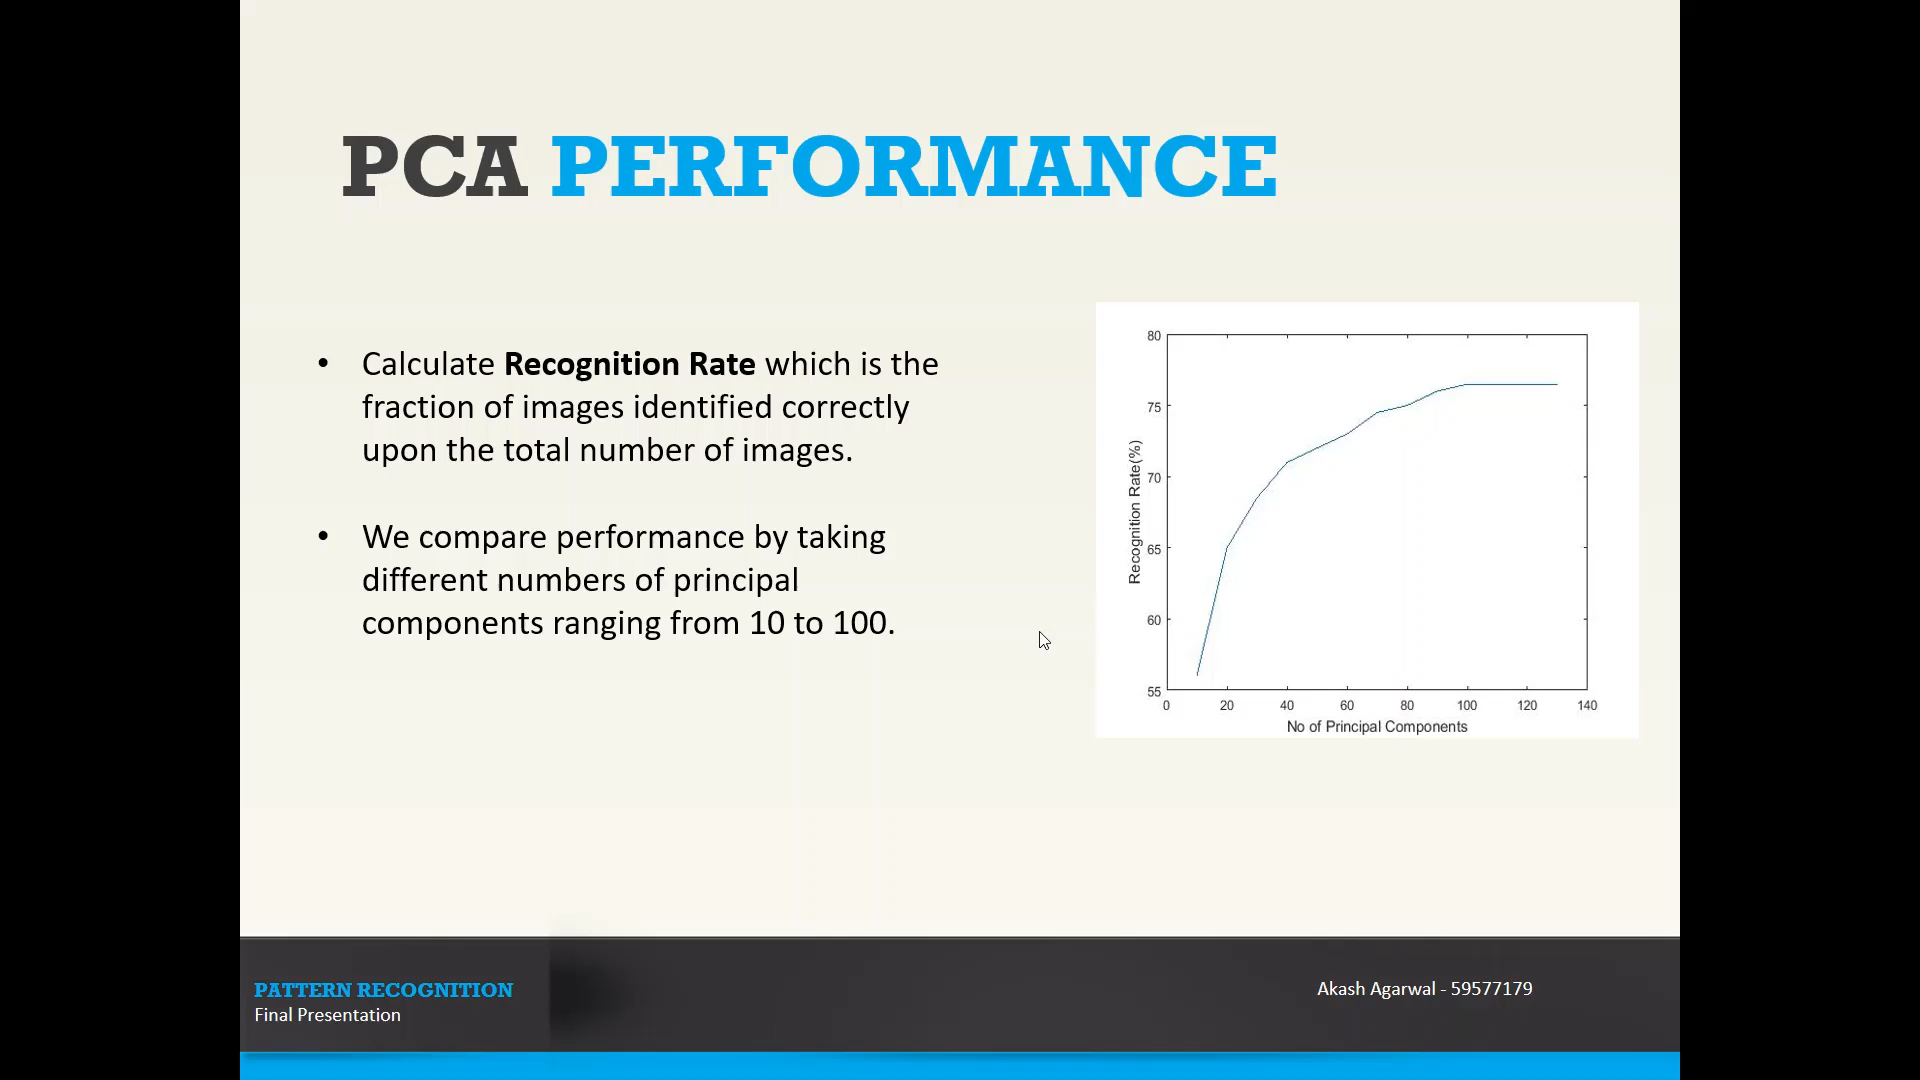 PCA PERFORMANCE
• Calculate Recognition Rate which is the
fraction of images identified correctly
upon the total number of images.
• We compare performance by taking
different numbers of principal
components ranging from 10 to 100.
80
75
70
65
60
55
Recognition Rate(%)
0 20 40 60 80 100 120 140
No of Principal Components
PATTERN RECOGNITION
Final Presentation
Akash Agarwal - 59577179